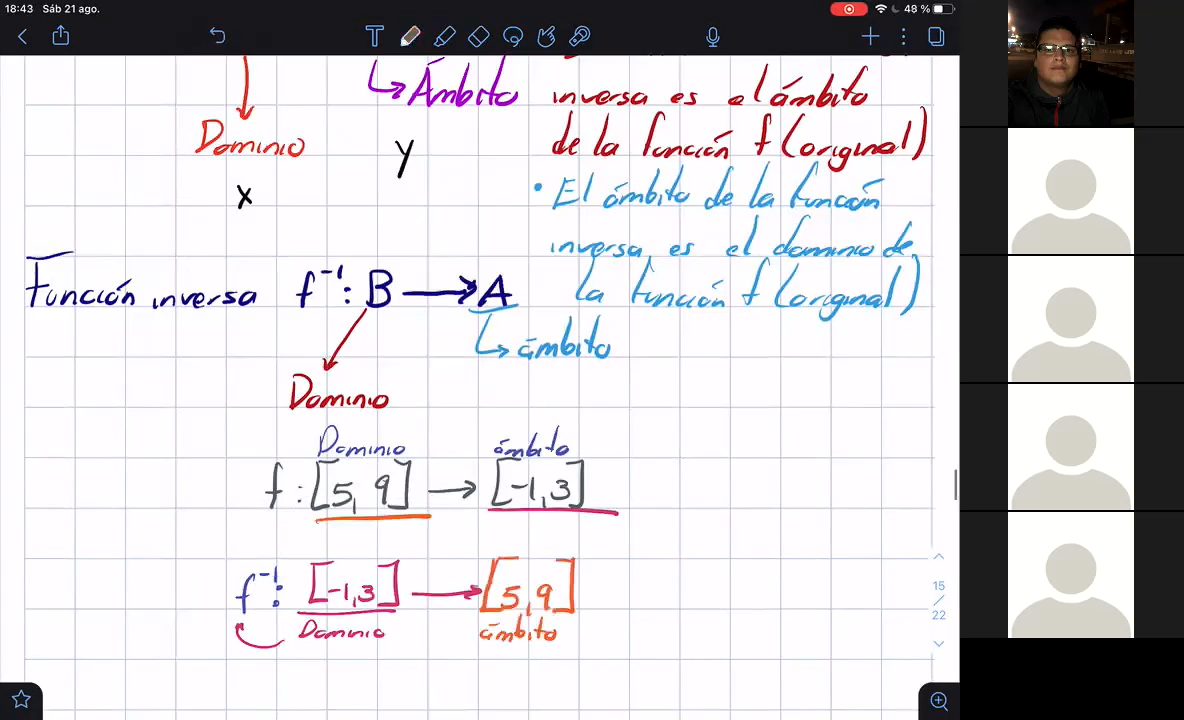 18:43 Sáb 21 ago.
48 %
Ámbito
Dominio
y
x
inversa es el ámbito
de la función f (original)
• El ámbito de la función
inversa es el dominio de
la función f (original)
Función inversa f⁻¹: B → A
↳ ámbito
Dominio
Dominio ámbito
f: [5, 9] → [-1, 3]
f⁻¹: [-1, 3] → [5, 9]
Dominio ámbito
15
/
22